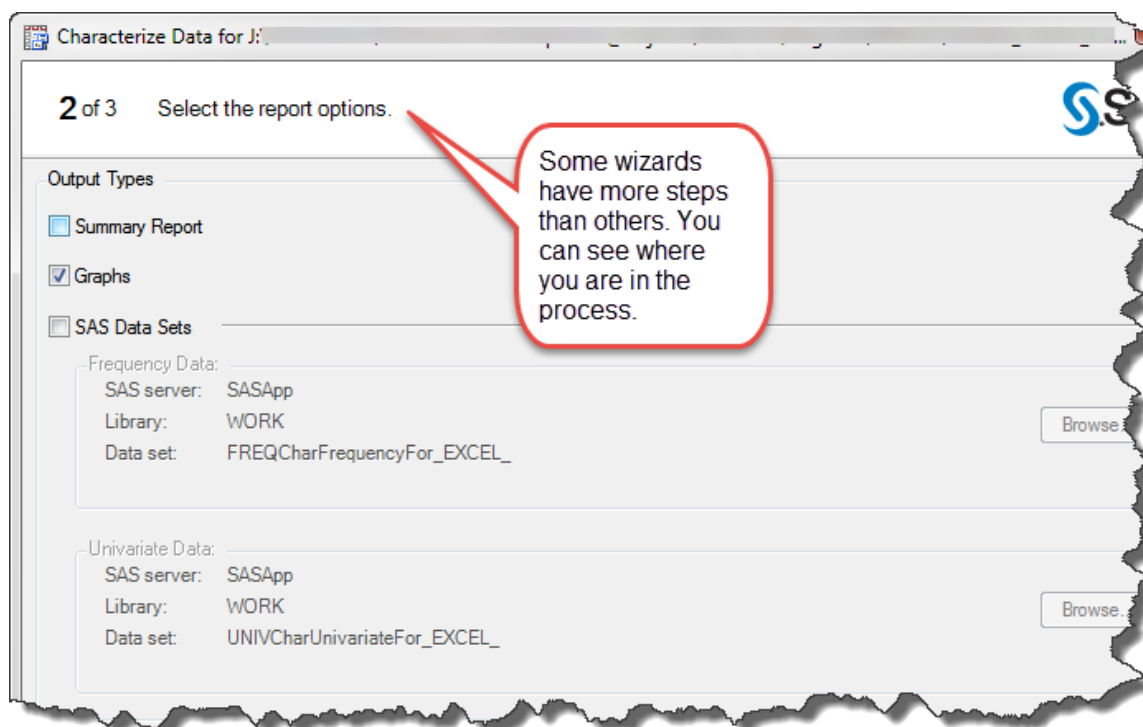 Characterize Data for J:\
2 of 3 Select the report options.
Some wizards
have more steps
than others. You
can see where
you are in the
process.
Output Types
Summary Report
Graphs
SAS Data Sets
Frequency Data:
SAS server: SASApp
Library: WORK
Browse..
Data set: FREQCharFrequencyFor_EXCEL_
Univariate Data:
SAS server: SASApp
Library: WORK
Browse..
Data set: UNIVCharUnivariateFor_EXCEL_